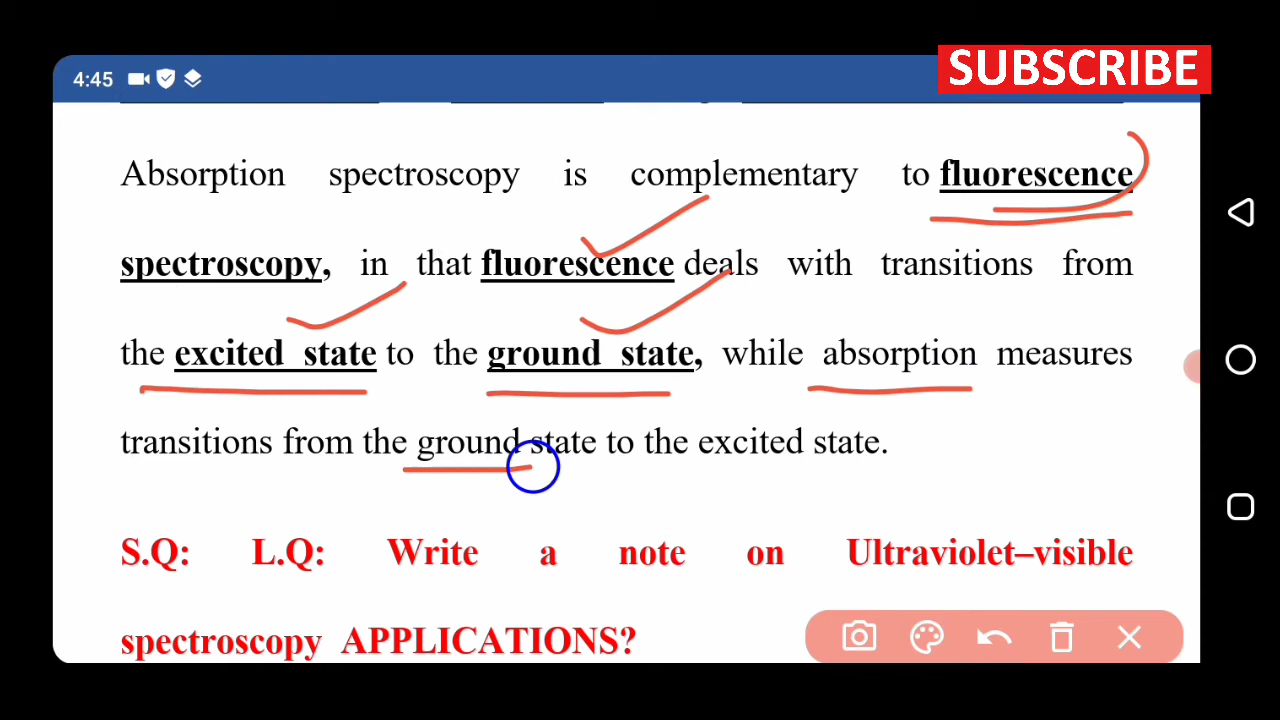 SUBSCRIBE
4:45
Absorption spectroscopy is complementary to fluorescence
spectroscopy, in that fluorescence deals with transitions from
the excited state to the ground state, while absorption measures
transitions from the ground state to the excited state.
S.Q: L.Q: Write a note on Ultraviolet–visible
spectroscopy APPLICATIONS?